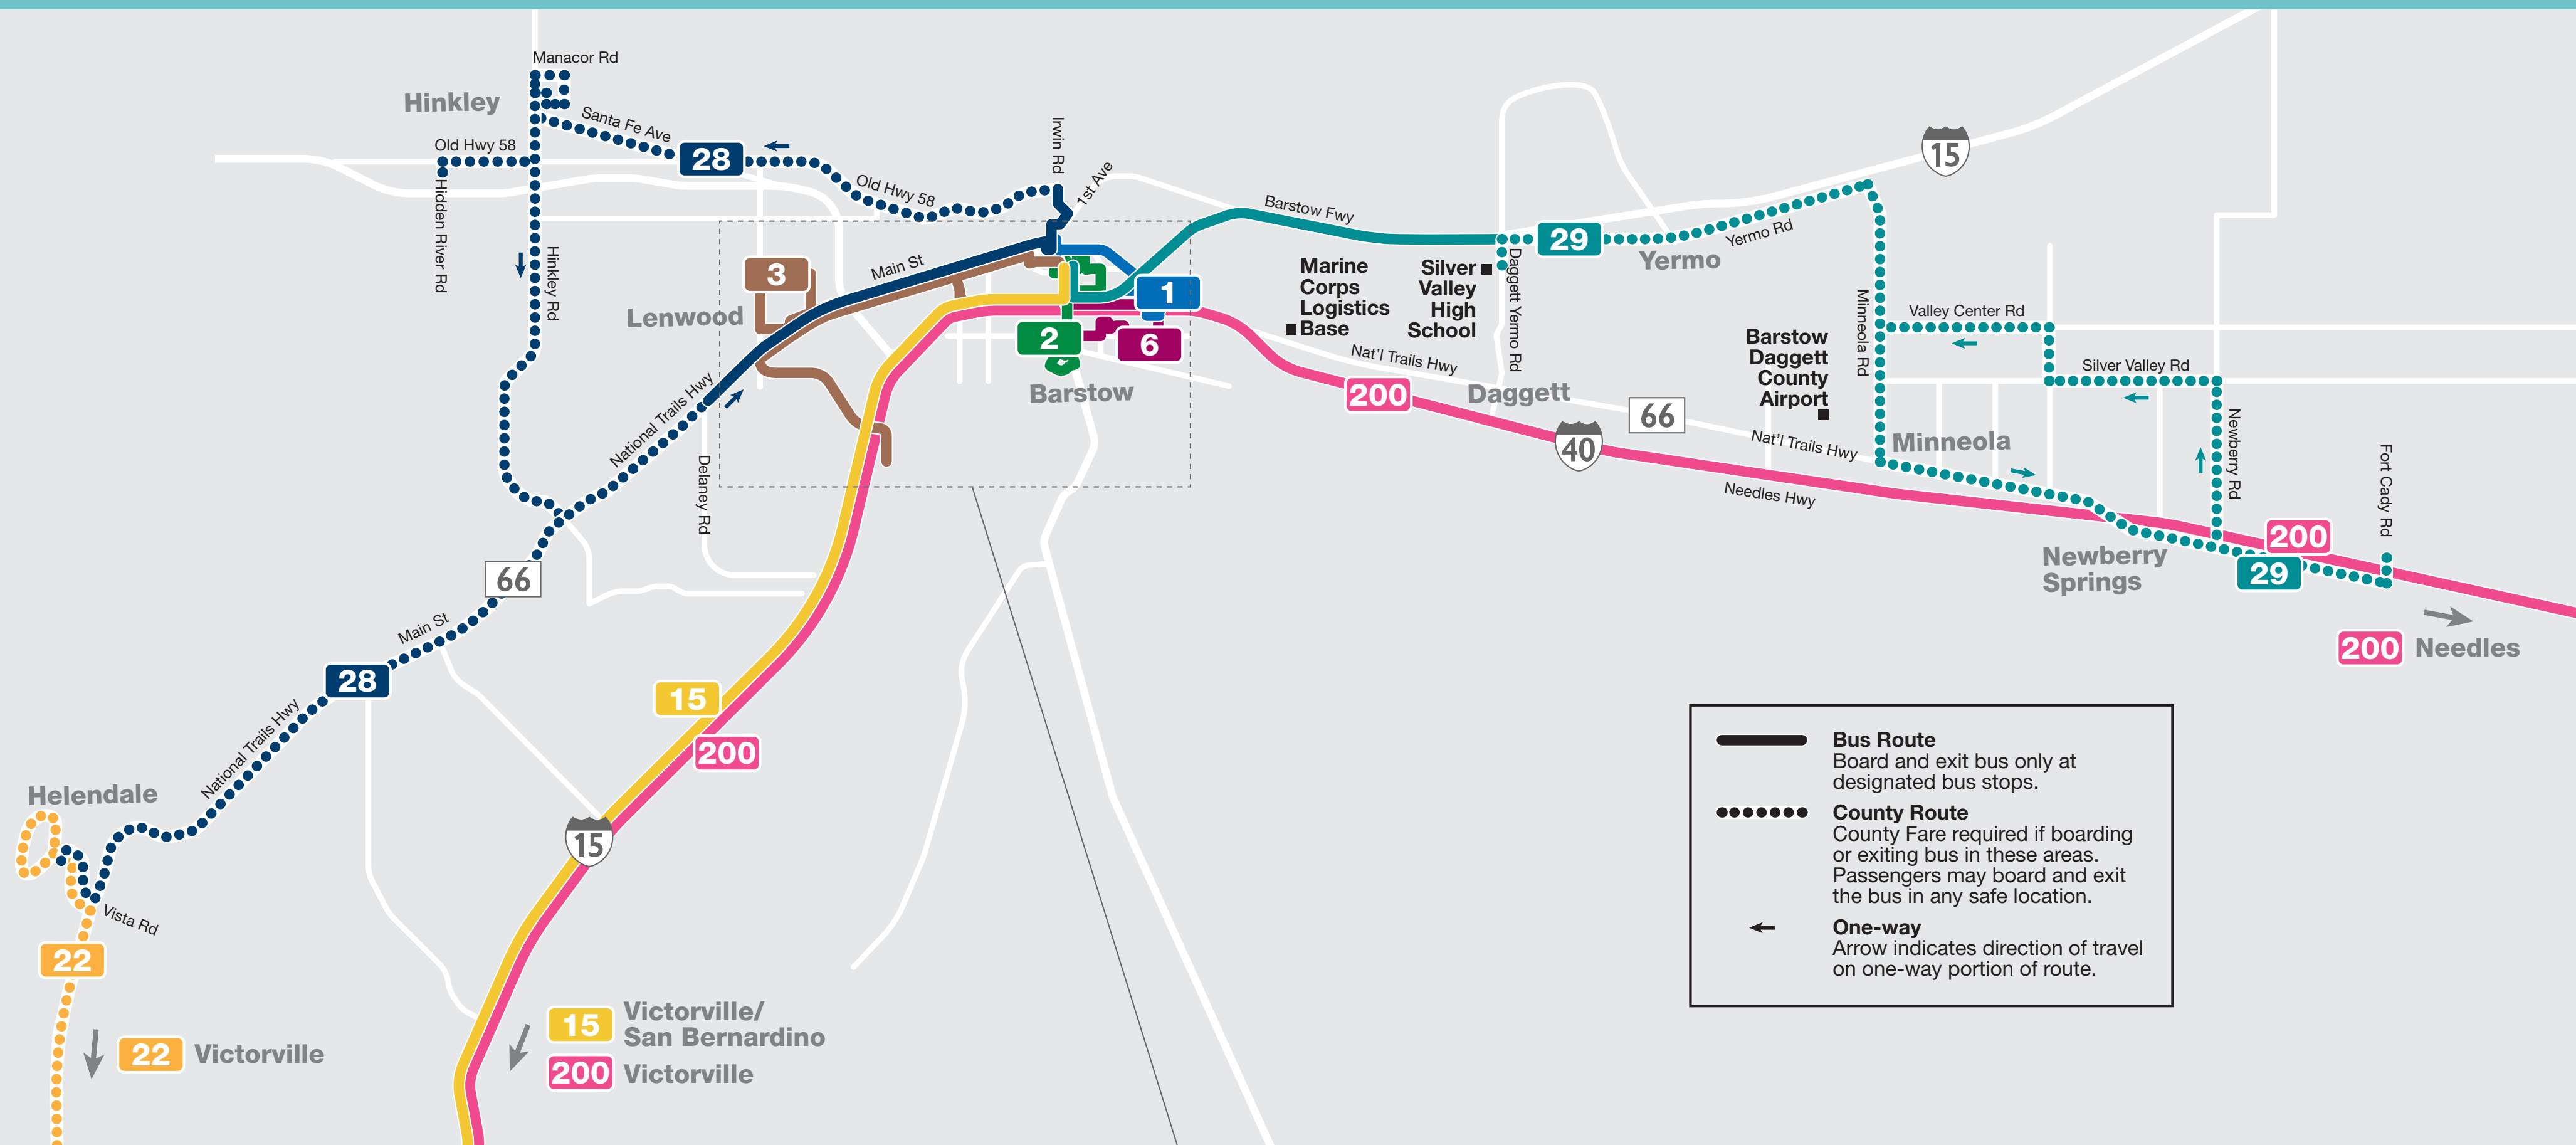 Manacor Rd
Hinkley
Santa Fe Ave
Old Hwy 58
28
Hidden River Rd
Hinkley Rd
Old Hwy 58
Irwin Rd
1st Ave
Barstow Fwy
15
29
Yermo Rd
Yermo
Marine
Corps
Logistics
Base
Silver
Valley
High
School
Daggett Yermo Rd
3
Main St
Lenwood
1
2
6
Barstow
Nat'l Trails Hwy
200
Daggett
66
40
Barstow
Daggett
County
Airport
Minneola Rd
Valley Center Rd
Silver Valley Rd
Nat'l Trails Hwy
Minneola
Needles Hwy
Newberry Rd
Fort Cady Rd
Newberry
Springs
200
29
200
Needles
National Trails Hwy
Delaney Rd
66
Main St
28
National Trails Hwy
15
200
15
Helendale
Vista Rd
22
22
Victorville
15
Victorville/
San Bernardino
200
Victorville
Bus Route
Board and exit bus only at
designated bus stops.
County Route
County Fare required if boarding
or exiting bus in these areas.
Passengers may board and exit
the bus in any safe location.
One-way
Arrow indicates direction of travel
on one-way portion of route.